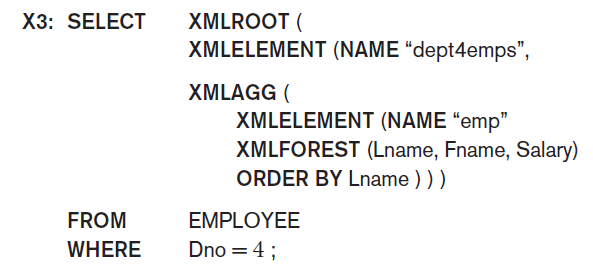 X3: SELECT XMLROOT (
XMLELEMENT (NAME “dept4emps”,
XMLAGG (
XMLELEMENT (NAME “emp”
XMLFOREST (Lname, Fname, Salary)
ORDER BY Lname ) ) )
FROM EMPLOYEE
WHERE Dno = 4 ;